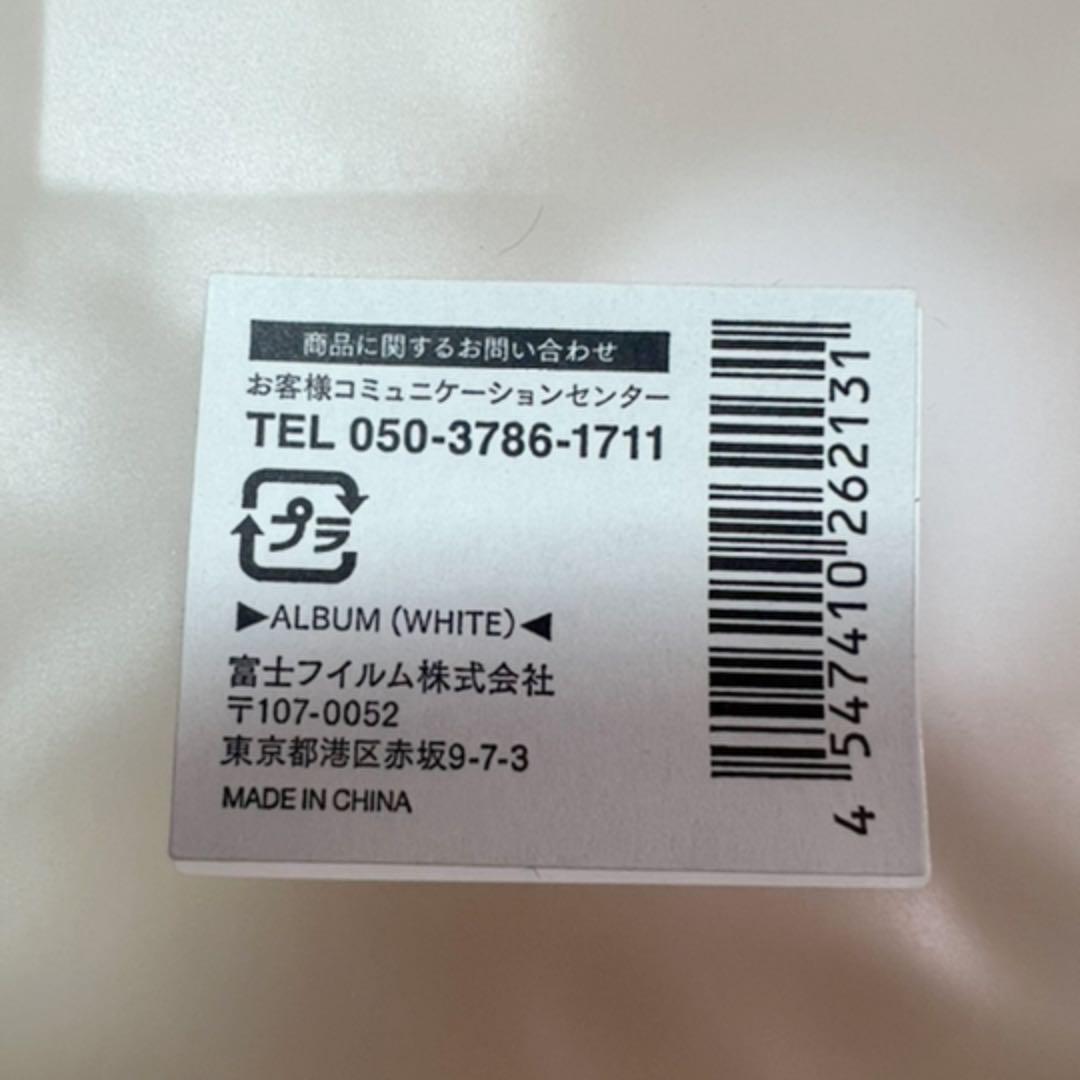 商品に関するお問い合わせ
お客様コミュニケーションセンター
TEL 050-3786-1711
プラ
▶ALBUM (WHITE)◀
富士フイルム株式会社
〒107-0052
東京都港区赤坂9-7-3
MADE IN CHINA
4 547410 262131